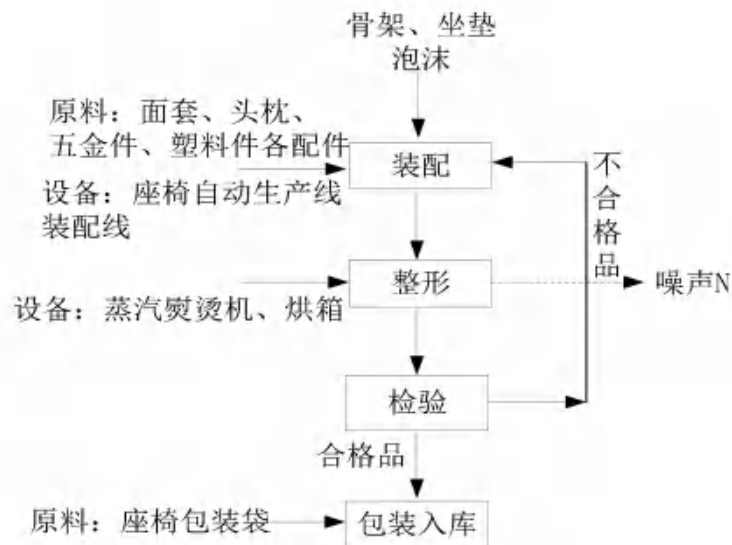 骨架、坐垫
泡沫
原料：面套、头枕、
五金件、塑料件各配件
装配
设备：座椅自动生产线
装配线
不合格品
整形
噪声N
设备：蒸汽熨烫机、烘箱
检验
合格品
原料：座椅包装袋
包装入库